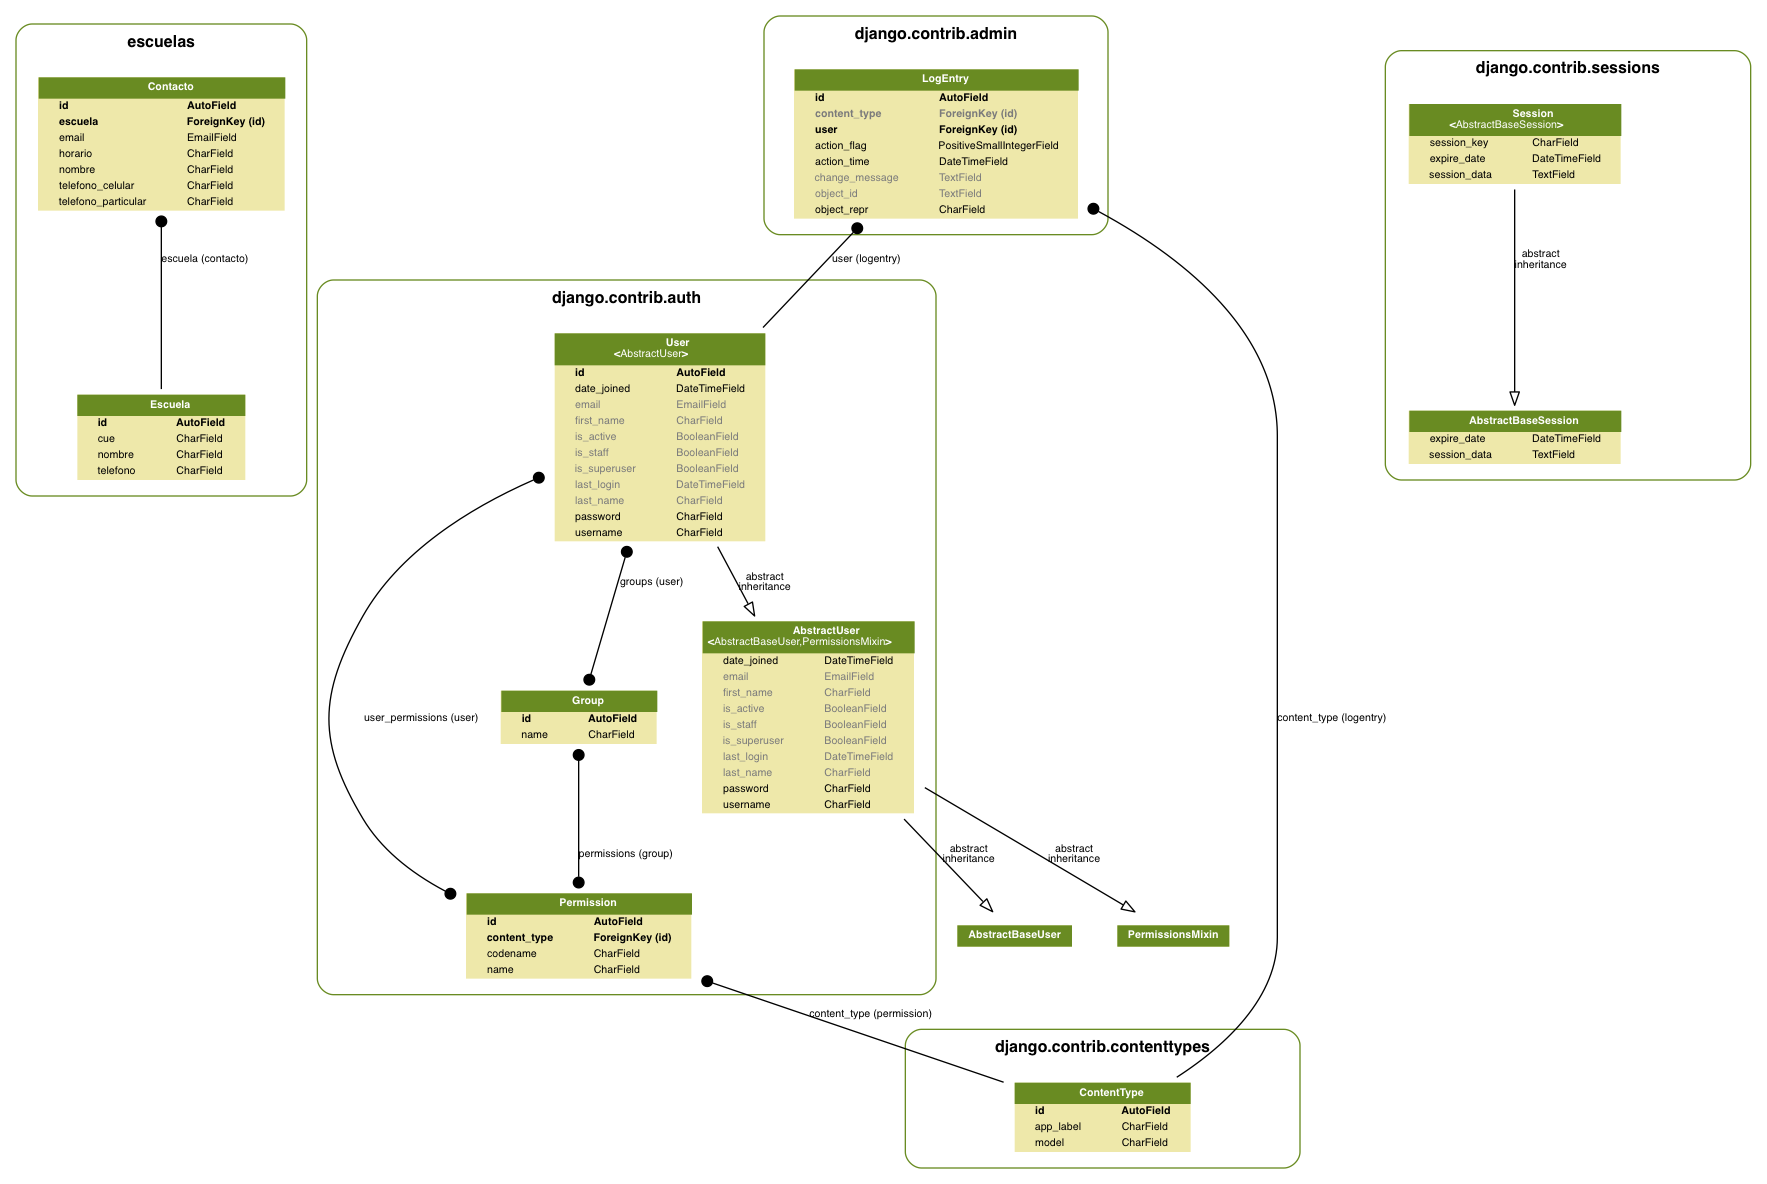 escuelas
Contacto
id AutoField
escuela ForeignKey (id)
email EmailField
horario CharField
nombre CharField
telefono_celular CharField
telefono_particular CharField
escuela (contacto)
Escuela
id AutoField
cue CharField
nombre CharField
telefono CharField
django.contrib.admin
LogEntry
id AutoField
content_type ForeignKey (id)
user ForeignKey (id)
action_flag PositiveSmallIntegerField
action_time DateTimeField
change_message TextField
object_id TextField
object_repr CharField
user (logentry)
django.contrib.sessions
Session
<AbstractBaseSession>
session_key CharField
expire_date DateTimeField
session_data TextField
abstract
inheritance
AbstractBaseSession
expire_date DateTimeField
session_data TextField
django.contrib.auth
User
<AbstractUser>
id AutoField
date_joined DateTimeField
email EmailField
first_name CharField
is_active BooleanField
is_staff BooleanField
is_superuser BooleanField
last_login DateTimeField
last_name CharField
password CharField
username CharField
groups (user)
abstract
inheritance
AbstractUser
<AbstractBaseUser,PermissionsMixin>
date_joined DateTimeField
email EmailField
first_name CharField
is_active BooleanField
is_staff BooleanField
is_superuser BooleanField
last_login DateTimeField
last_name CharField
password CharField
username CharField
Group
id AutoField
name CharField
user_permissions (user)
content_type (logentry)
permissions (group)
abstract
inheritance
abstract
inheritance
Permission
id AutoField
content_type ForeignKey (id)
codename CharField
name CharField
AbstractBaseUser
PermissionsMixin
content_type (permission)
django.contrib.contenttypes
ContentType
id AutoField
app_label CharField
model CharField